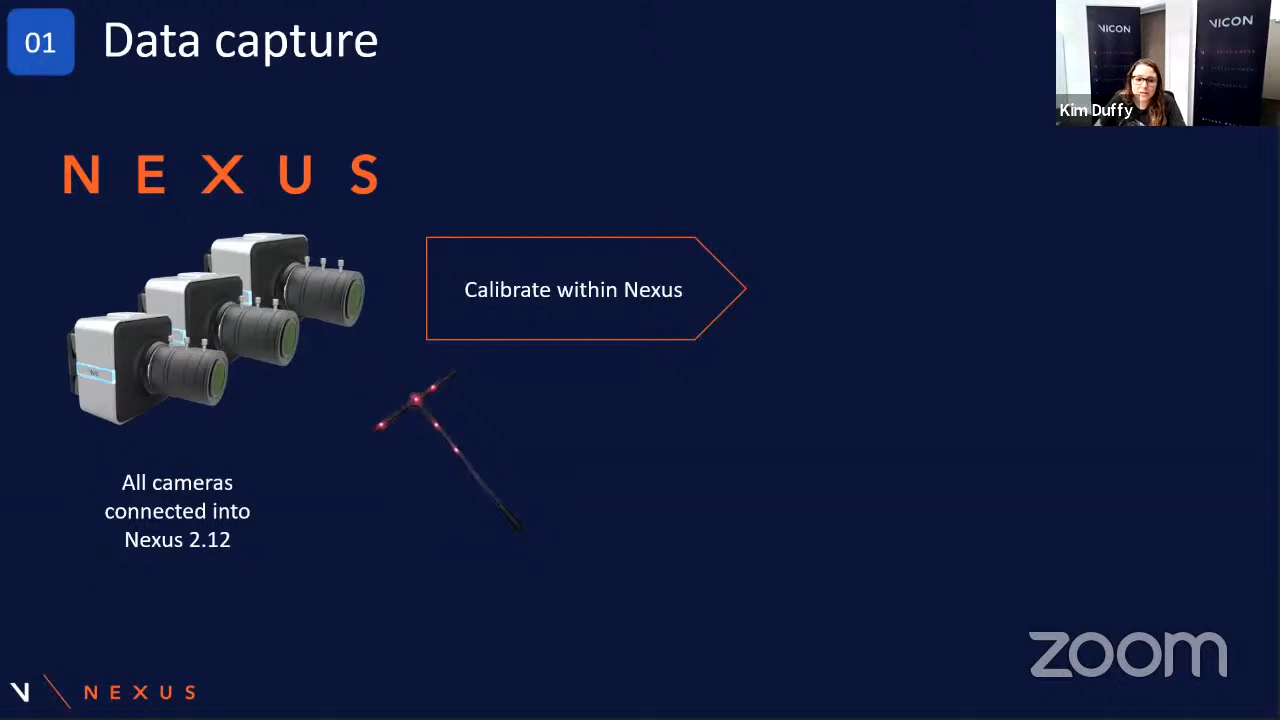 01
Data capture
VICON
VICON
Kim Duffy
NEXUS
Calibrate within Nexus
All cameras
connected into
Nexus 2.12
zoom
NEXUS